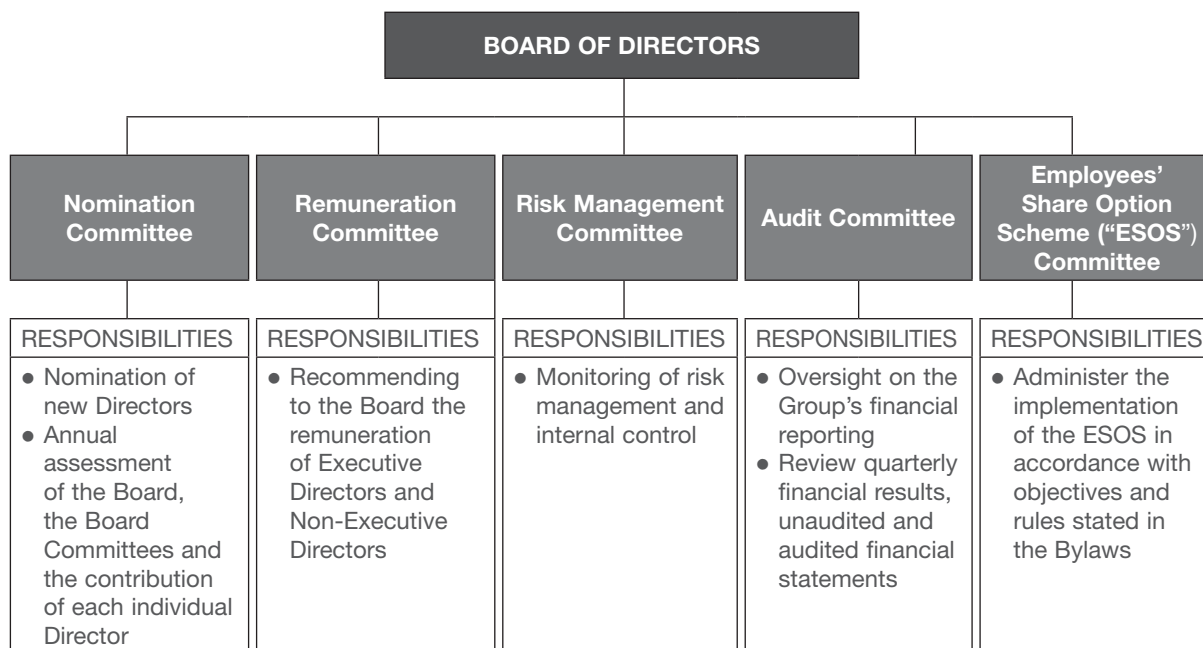 BOARD OF DIRECTORS
Nomination
Committee
Remuneration
Committee
Risk Management
Committee
Audit Committee
Employees’
Share Option
Scheme (“ESOS”)
Committee
RESPONSIBILITIES
● Nomination of
new Directors
● Annual
assessment
of the Board,
the Board
Committees and
the contribution
of each individual
Director
RESPONSIBILITIES
● Recommending
to the Board the
remuneration
of Executive
Directors and
Non-Executive
Directors
RESPONSIBILITIES
● Monitoring of risk
management and
internal control
RESPONSIBILITIES
● Oversight on the
Group’s financial
reporting
● Review quarterly
financial results,
unaudited and
audited financial
statements
RESPONSIBILITIES
● Administer the
implementation
of the ESOS in
accordance with
objectives and
rules stated in
the Bylaws